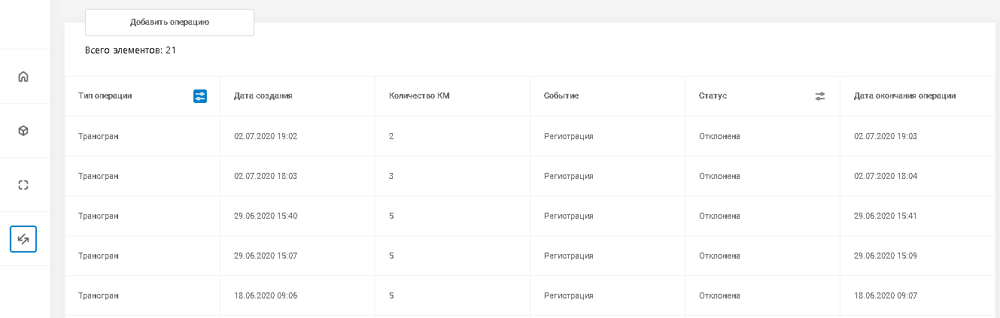 Добавить операцию
Всего элементов: 21
Тип операции Дата создания Количество КМ Событие Статус Дата окончания операции
Трансгран 02.07.2020 19:02 2 Регистрация Отклонена 02.07.2020 19:03
Трансгран 02.07.2020 18:03 3 Регистрация Отклонена 02.07.2020 18:04
Трансгран 29.06.2020 15:40 5 Регистрация Отклонена 29.06.2020 15:41
Трансгран 29.06.2020 15:07 5 Регистрация Отклонена 29.06.2020 15:09
Трансгран 18.06.2020 09:06 5 Регистрация Отклонена 18.06.2020 09:07